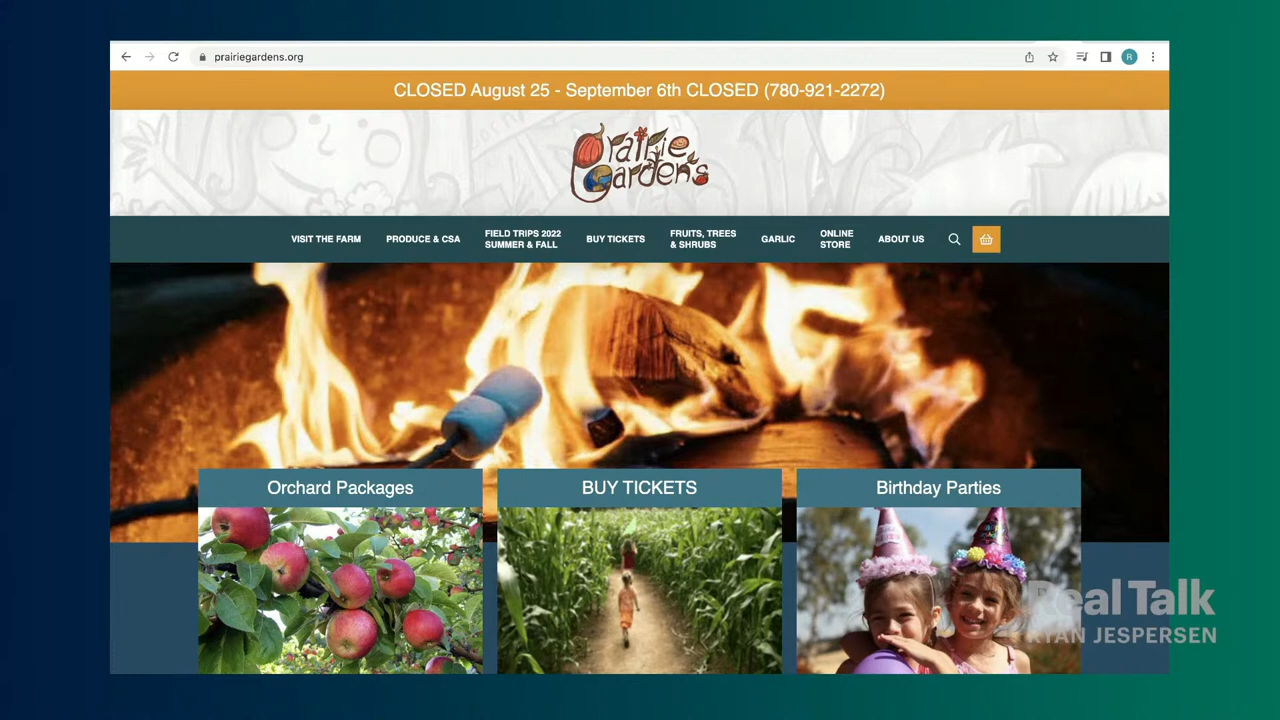 prairiegardens.org
R
CLOSED August 25 - September 6th CLOSED (780-921-2272)
Prairie
Gardens
VISIT THE FARM
PRODUCE & CSA
FIELD TRIPS 2022
SUMMER & FALL
BUY TICKETS
FRUITS, TREES
& SHRUBS
GARLIC
ONLINE
STORE
ABOUT US
Orchard Packages
BUY TICKETS
Birthday Parties
Real Talk
RYAN JESPERSEN